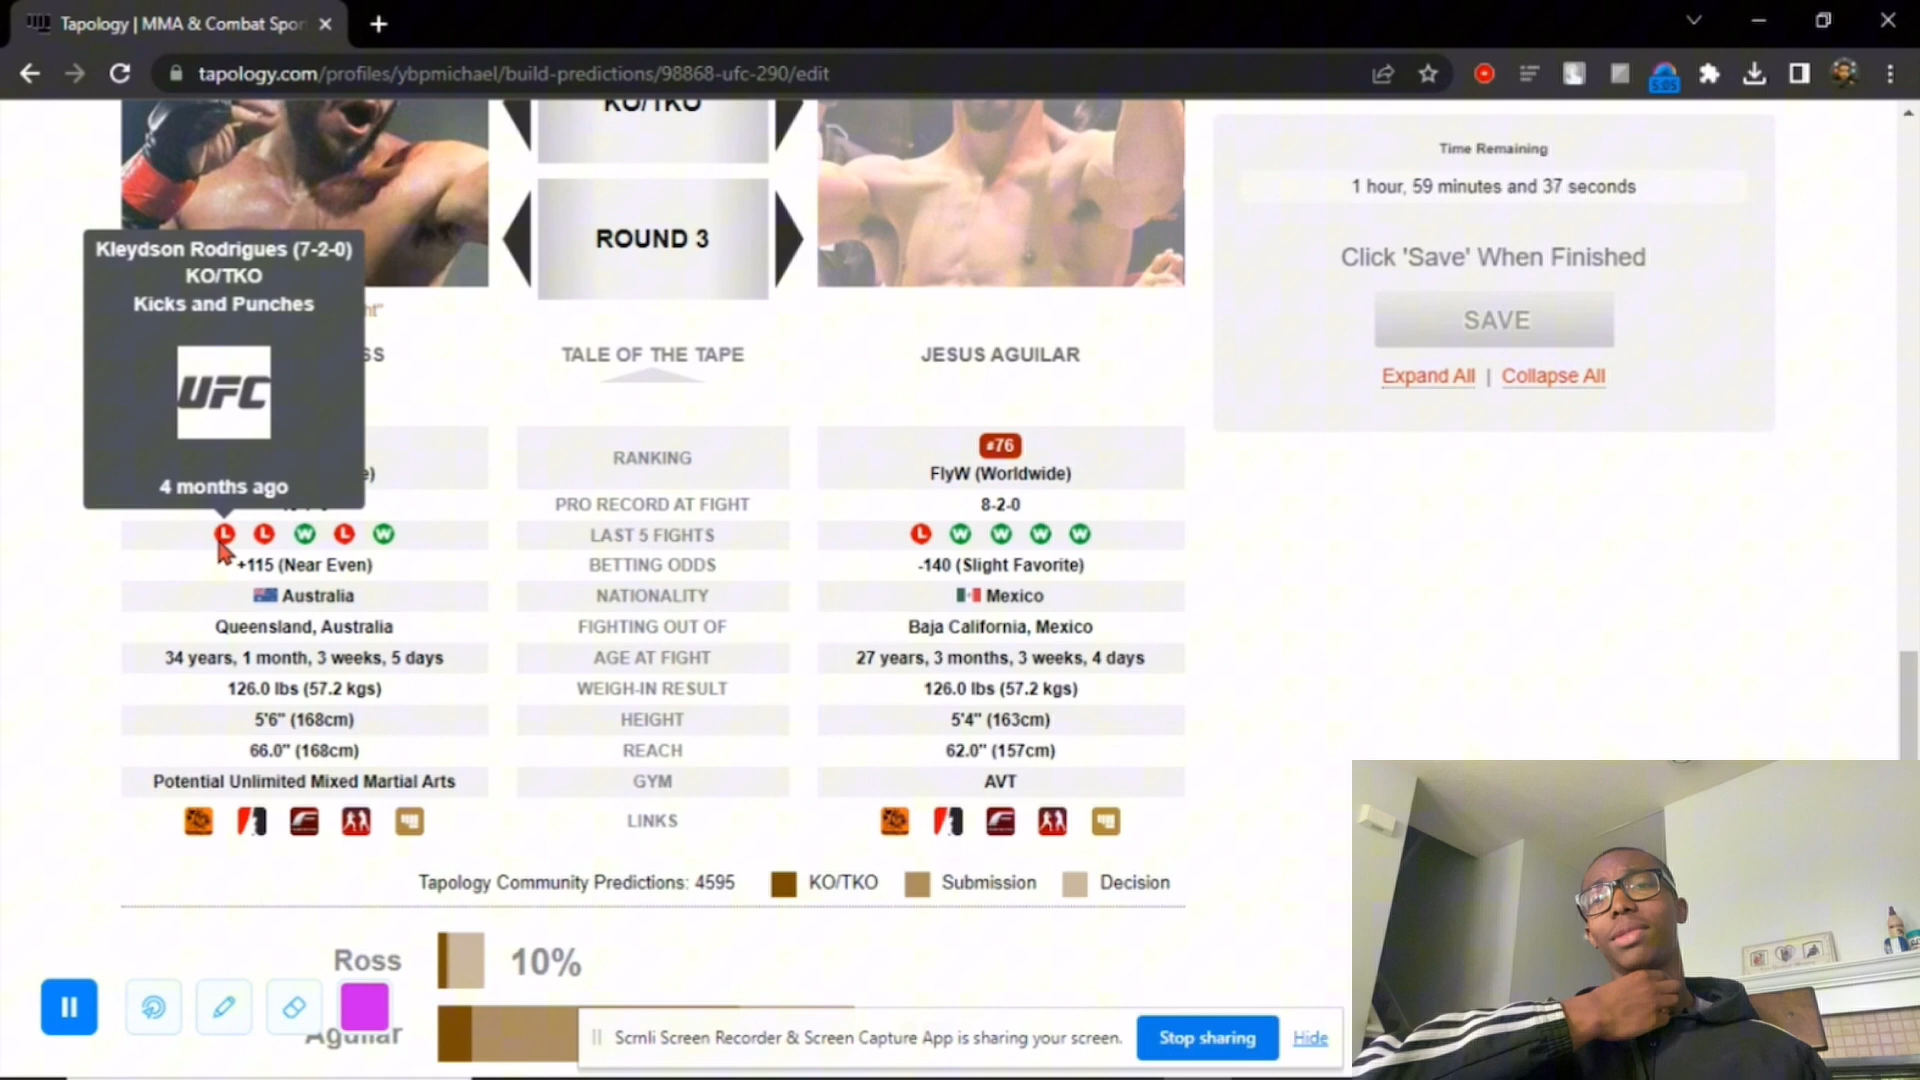 Tapology | MMA & Combat Spor
tapology.com/profiles/ybpmichael/build-predictions/98868-ufc-290/edit
5:05
KO/TKO
ROUND 3
Time Remaining
1 hour, 59 minutes and 37 seconds
Click 'Save' When Finished
SAVE
Expand All | Collapse All
Kleydson Rodrigues (7-2-0)
KO/TKO
Kicks and Punches
UFC
4 months ago
ht"
SS TALE OF THE TAPE JESUS AGUILAR
#76
e) RANKING FlyW (Worldwide)
PRO RECORD AT FIGHT 8-2-0
L L W L W LAST 5 FIGHTS L W W W W
+115 (Near Even) BETTING ODDS -140 (Slight Favorite)
Australia NATIONALITY Mexico
Queensland, Australia FIGHTING OUT OF Baja California, Mexico
34 years, 1 month, 3 weeks, 5 days AGE AT FIGHT 27 years, 3 months, 3 weeks, 4 days
126.0 lbs (57.2 kgs) WEIGH-IN RESULT 126.0 lbs (57.2 kgs)
5'6" (168cm) HEIGHT 5'4" (163cm)
66.0" (168cm) REACH 62.0" (157cm)
Potential Unlimited Mixed Martial Arts GYM AVT
LINKS
Tapology Community Predictions: 4595 KO/TKO Submission Decision
Ross 10%
Aguilar
Scrnli Screen Recorder & Screen Capture App is sharing your screen. Stop sharing Hide